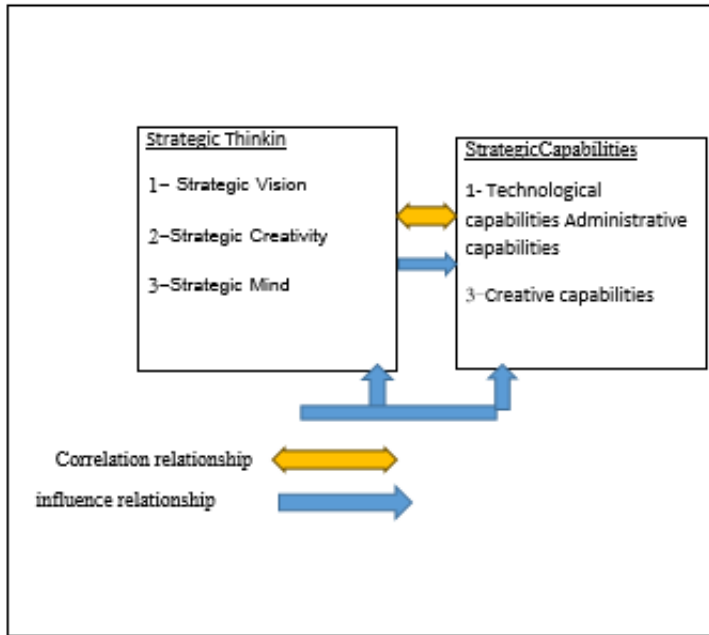 Strategic Thinkin
1– Strategic Vision
2–Strategic Creativity
3–Strategic Mind
StrategicCapabilities
1- Technological
capabilities Administrative
capabilities
3–Creative capabilities
Correlation relationship
influence relationship